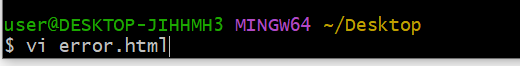 user@DESKTOP-JIHHMH3 MINGW64 ~/Desktop
$ vi error.html